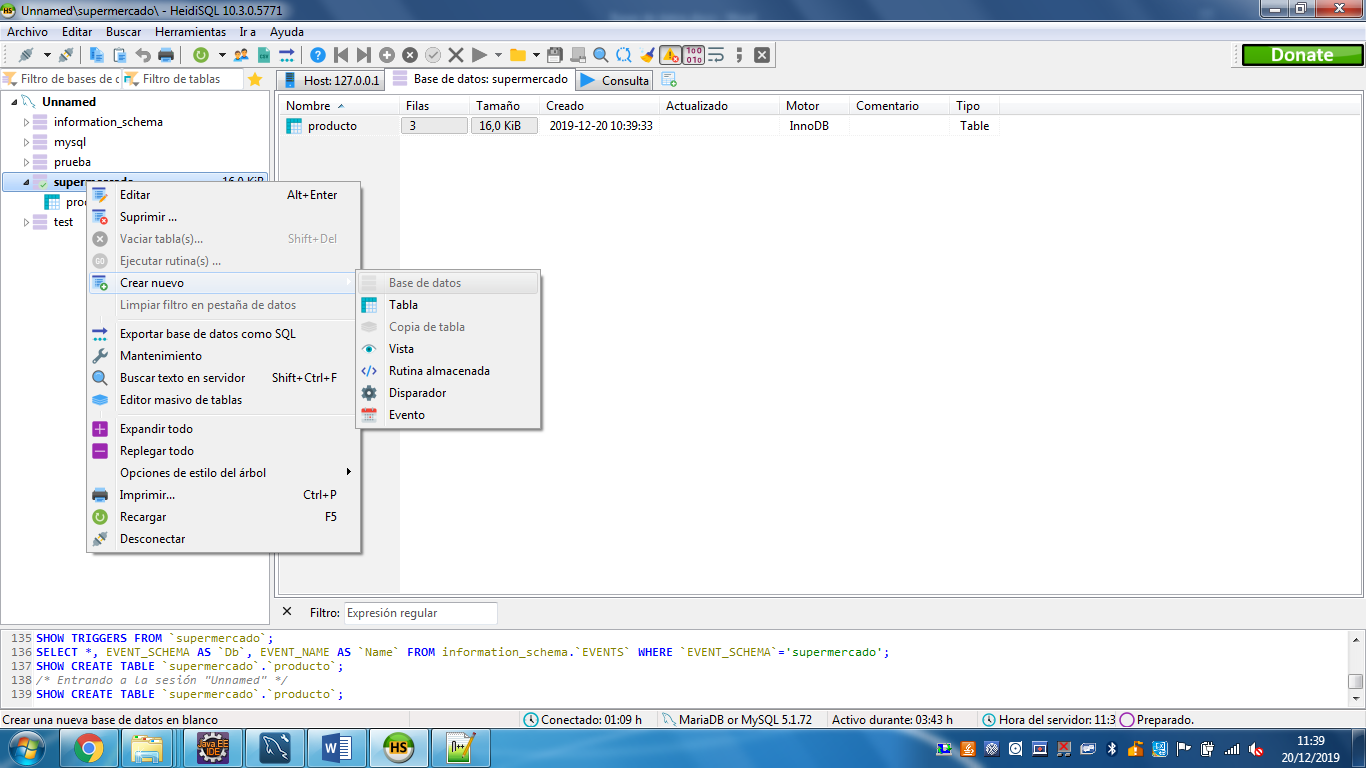 Unnamed\supermercado\ - HeidiSQL 10.3.0.5771
Archivo Editar Buscar Herramientas Ir a Ayuda
Donate
Filtro de bases de d Filtro de tablas
Host: 127.0.0.1 Base de datos: supermercado Consulta
Unnamed
information_schema
mysql
prueba
supermercado 16,0 KiB
test
Nombre Filas Tamaño Creado Actualizado Motor Comentario Tipo
producto 3 16,0 KiB 2019-12-20 10:39:33 InnoDB Table
Editar Alt+Enter
Suprimir ...
Vaciar tabla(s)... Shift+Del
Ejecutar rutina(s) ...
Crear nuevo
Limpiar filtro en pestaña de datos
Exportar base de datos como SQL
Mantenimiento
Buscar texto en servidor Shift+Ctrl+F
Editor masivo de tablas
Expandir todo
Replegar todo
Opciones de estilo del árbol
Imprimir... Ctrl+P
Recargar F5
Desconectar
Base de datos
Tabla
Copia de tabla
Vista
Rutina almacenada
Disparador
Evento
Filtro: Expresión regular
135 SHOW TRIGGERS FROM `supermercado`;
136 SELECT *, EVENT_SCHEMA AS `Db`, EVENT_NAME AS `Name` FROM information_schema.`EVENTS` WHERE `EVENT_SCHEMA`='supermercado';
137 SHOW CREATE TABLE `supermercado`.`producto`;
138 /* Entrando a la sesión "Unnamed" */
139 SHOW CREATE TABLE `supermercado`.`producto`;
Crear una nueva base de datos en blanco Conectado: 01:09 h MariaDB or MySQL 5.1.72 Activo durante: 03:43 h Hora del servidor: 11:3 Preparado.
11:39
20/12/2019